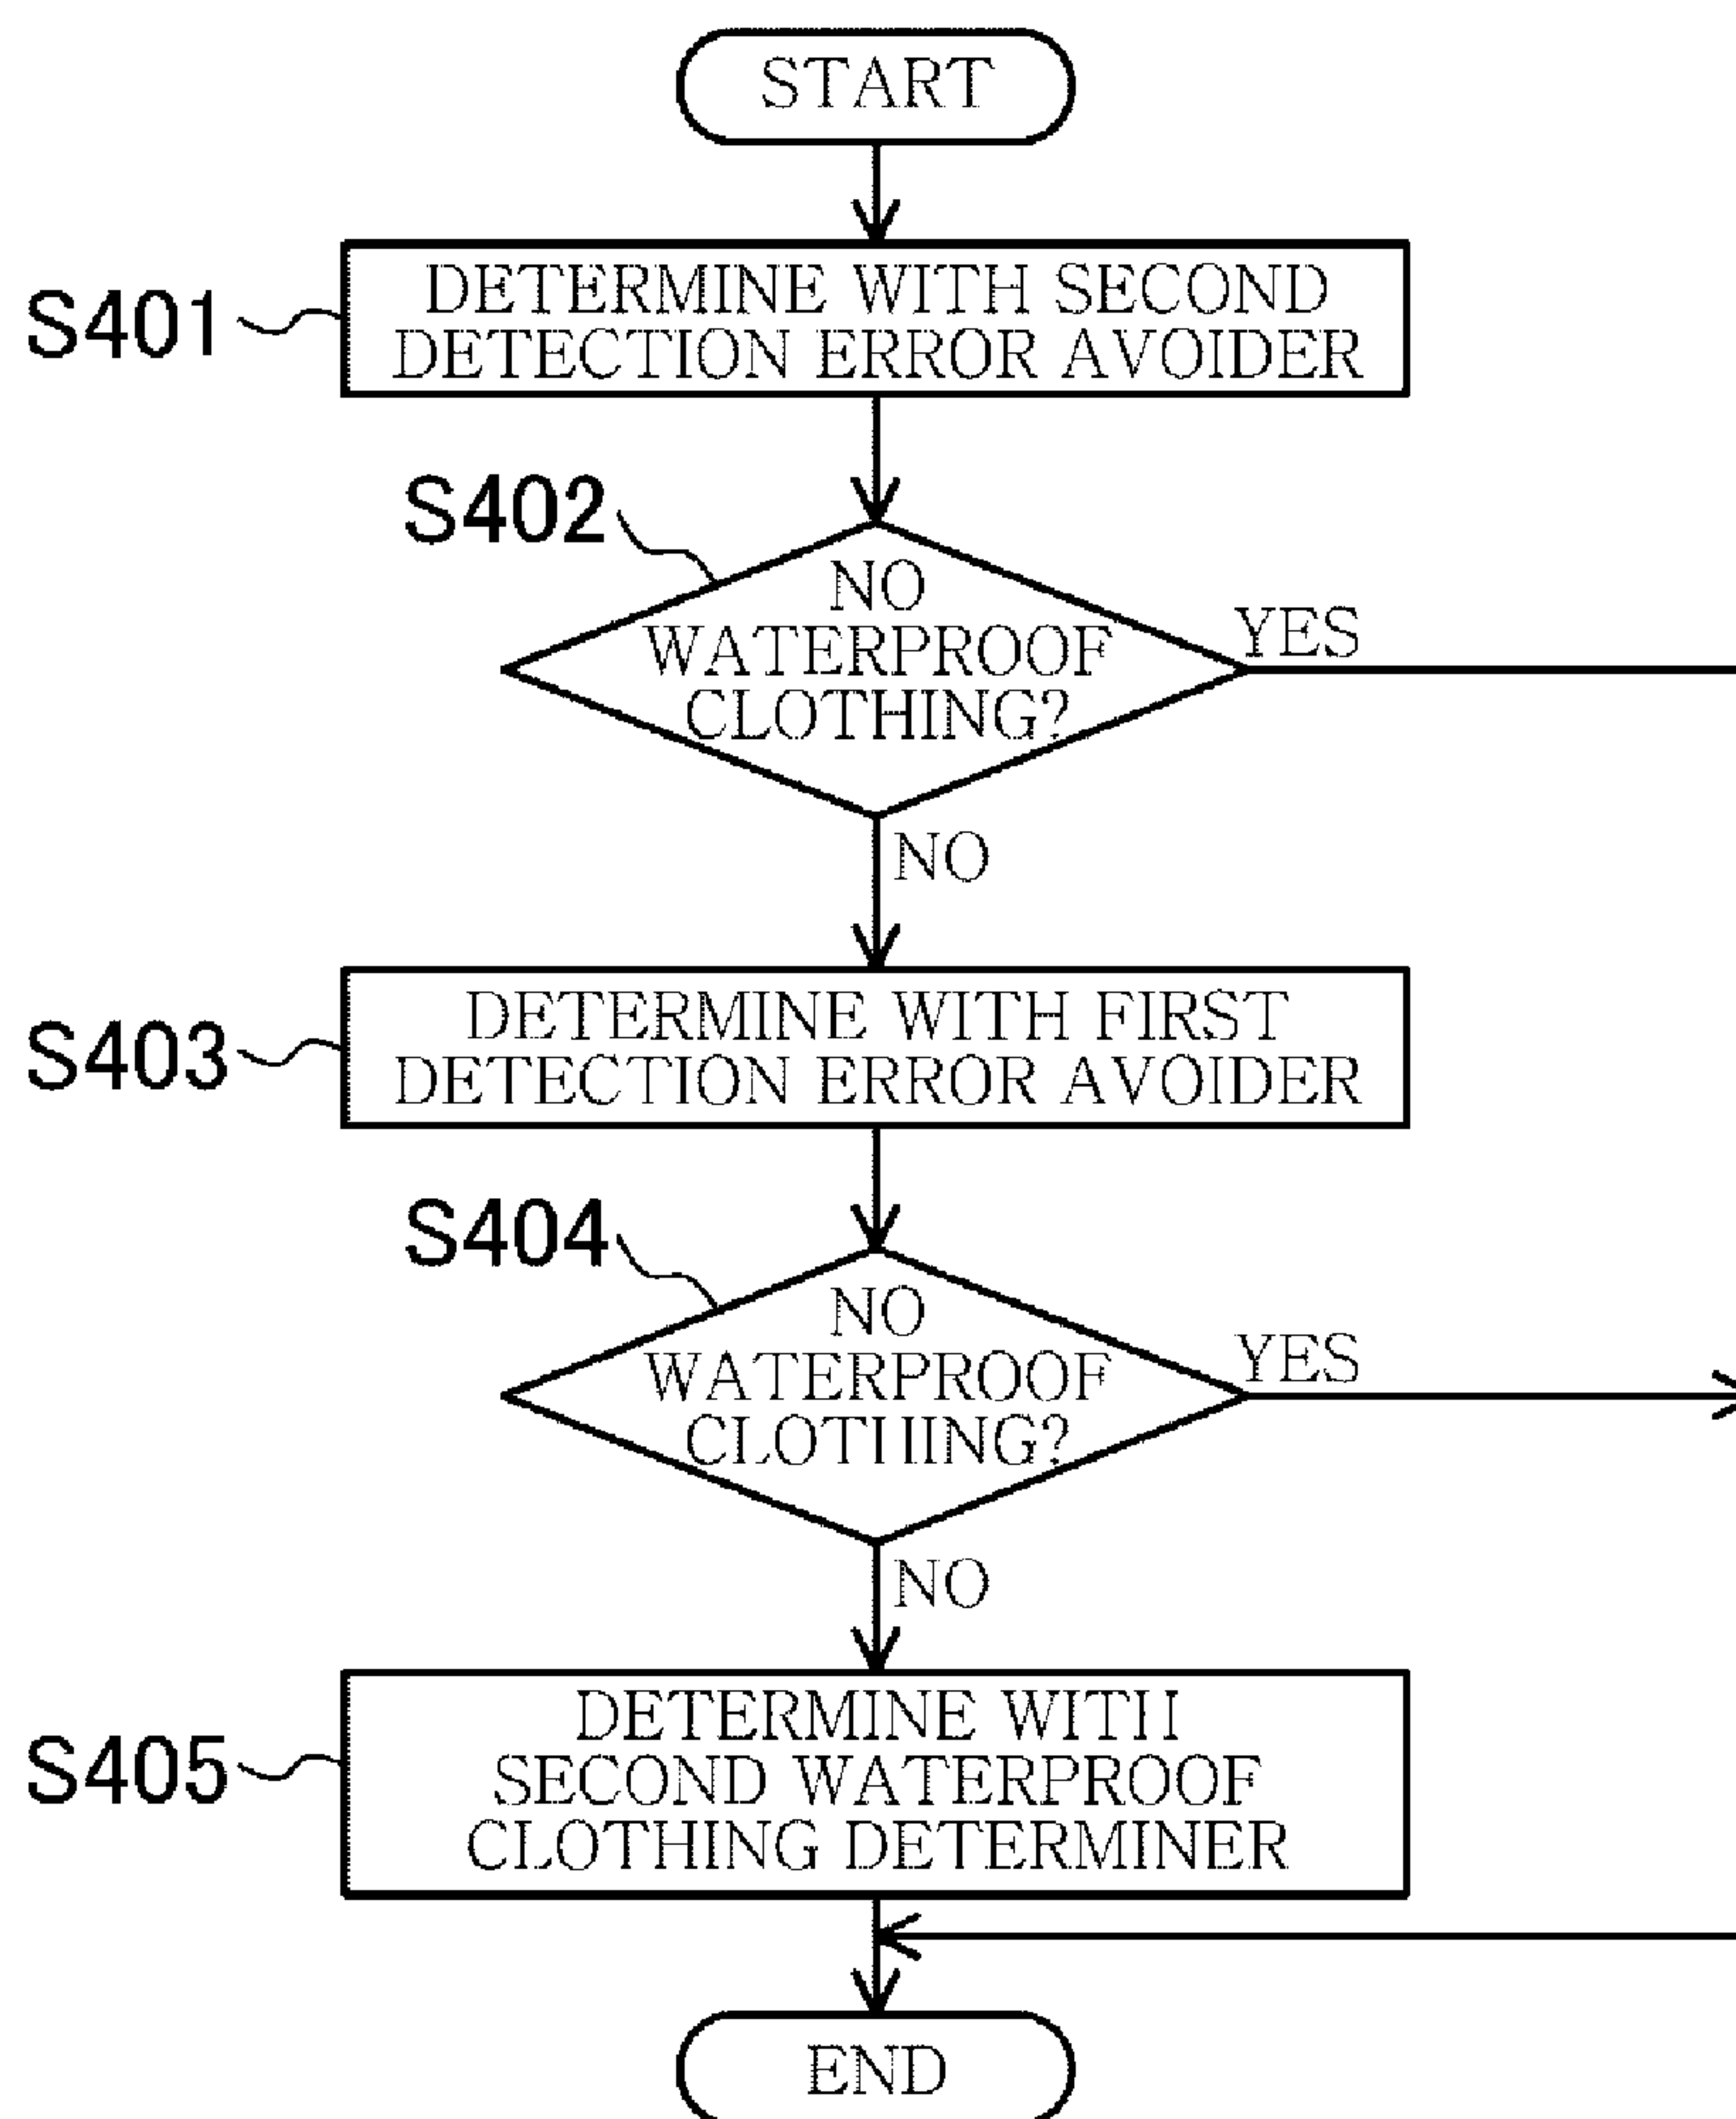 START
S401
DETERMINE WITH SECOND
DETECTION ERROR AVOIDER
S402
NO
WATERPROOF
CLOTHING?
YES
NO
S403
DETERMINE WITH FIRST
DETECTION ERROR AVOIDER
S404
NO
WATERPROOF
CLOTHING?
YES
NO
S405
DETERMINE WITH
SECOND WATERPROOF
CLOTHING DETERMINER
END